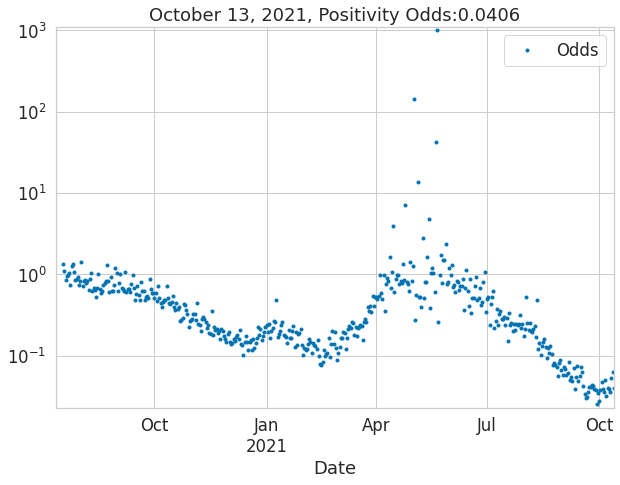 October 13, 2021, Positivity Odds:0.0406
10³
10²
10¹
10⁰
10⁻¹
Odds
Oct
Jan
2021
Apr
Jul
Oct
Date